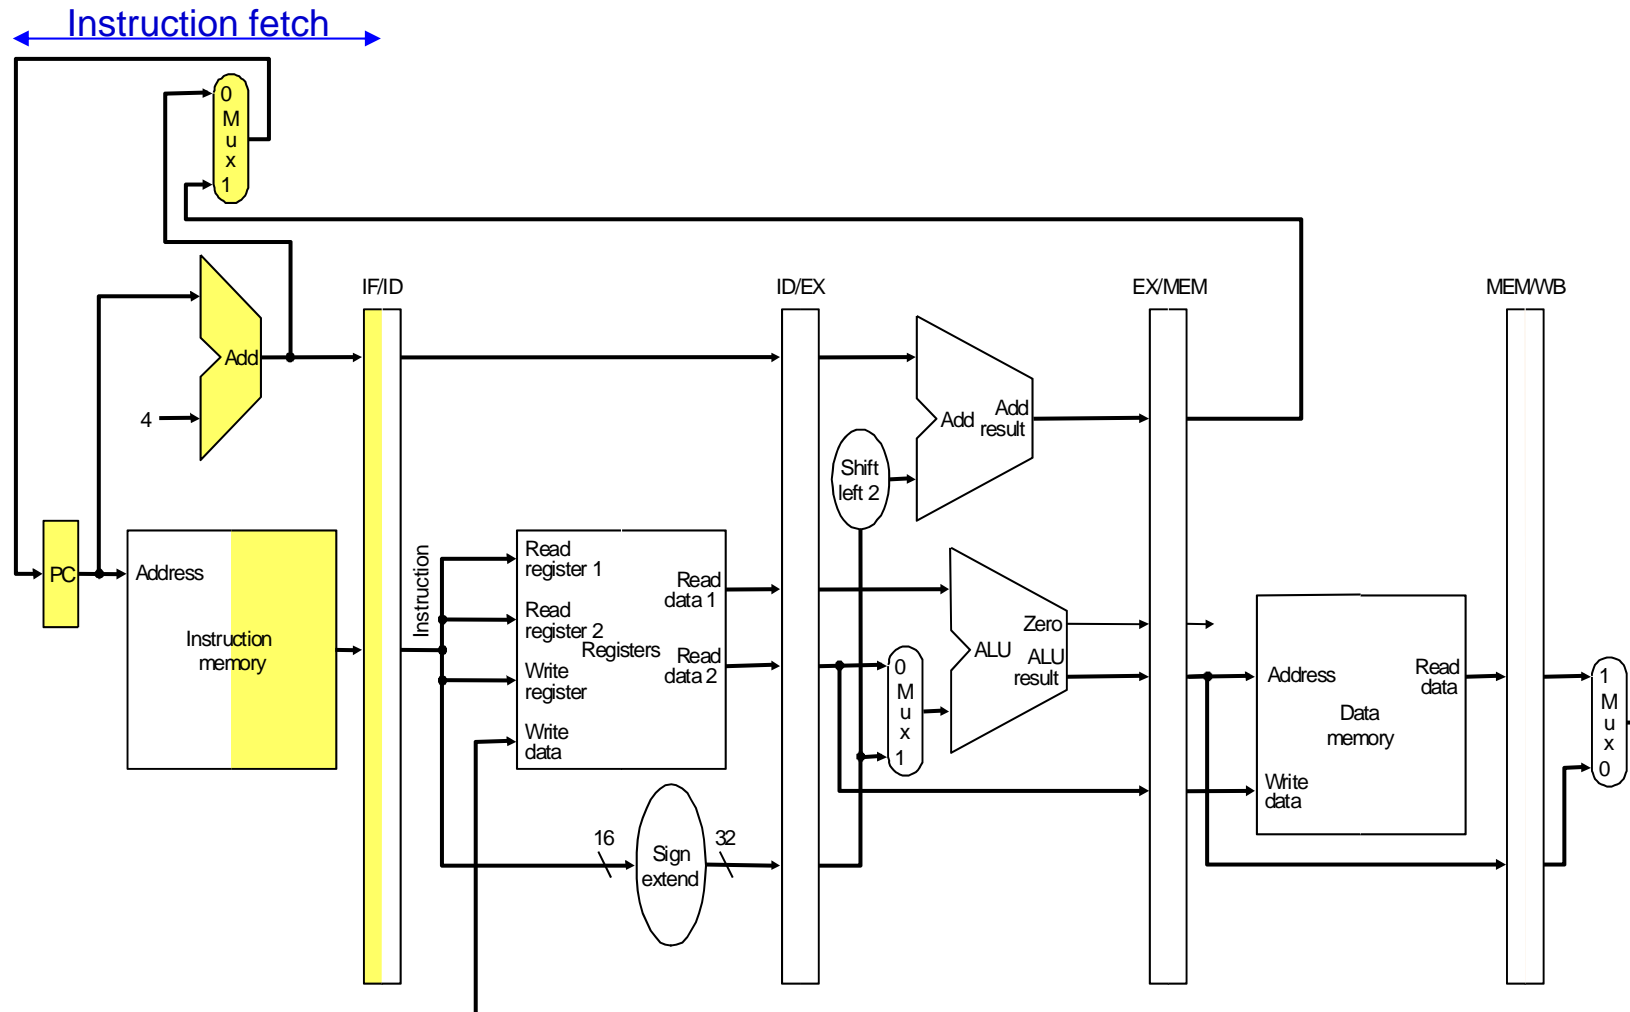 Instruction fetch
0
M
u
x
1
IF/ID
ID/EX
EX/MEM
MEM/WB
Add
4
Add
Add
result
Shift
left 2
PC
Address
Instruction
memory
Instruction
Read
register 1
Read
register 2
Write
register
Write
data
Registers
Read
data 1
Read
data 2
16
Sign
extend
32
0
M
u
x
1
Zero
ALU
ALU
result
Address
Read
data
Data
memory
Write
data
1
M
u
x
0